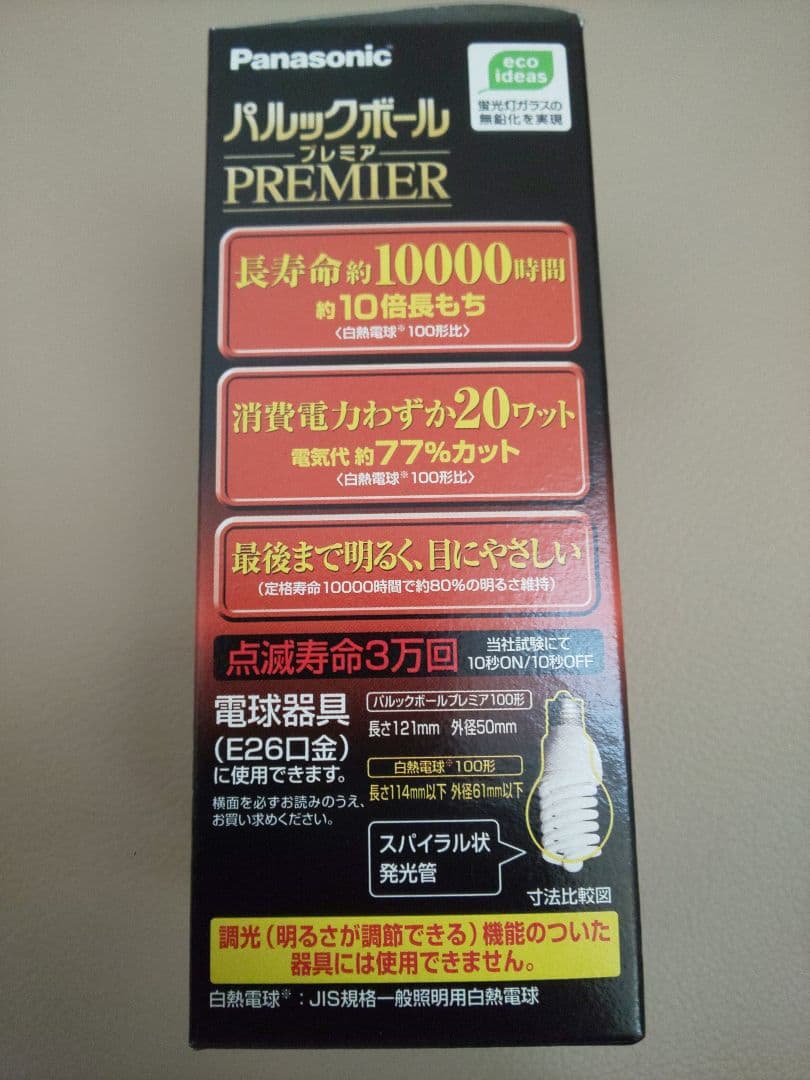 Panasonic
eco
ideas
蛍光灯ガラスの
無鉛化を実現
パルックボール
プレミア
PREMIER
長寿命約10000時間
約10倍長もち
〈白熱電球※100形比〉
消費電力わずか20ワット
電気代 約77%カット
〈白熱電球※100形比〉
最後まで明るく、目にやさしい
(定格寿命10000時間で約80%の明るさ維持)
点滅寿命3万回
当社試験にて
10秒ON/10秒OFF
電球器具
(E26口金)
に使用できます。
横面を必ずお読みのうえ、
お買い求めください。
パルックボールプレミア100形
長さ121mm 外径50mm
白熱電球※100形
長さ114mm以下 外径61mm以下
スパイラル状
発光管
寸法比較図
調光(明るさが調節できる)機能のついた
器具には使用できません。
白熱電球※:JIS規格一般照明用白熱電球